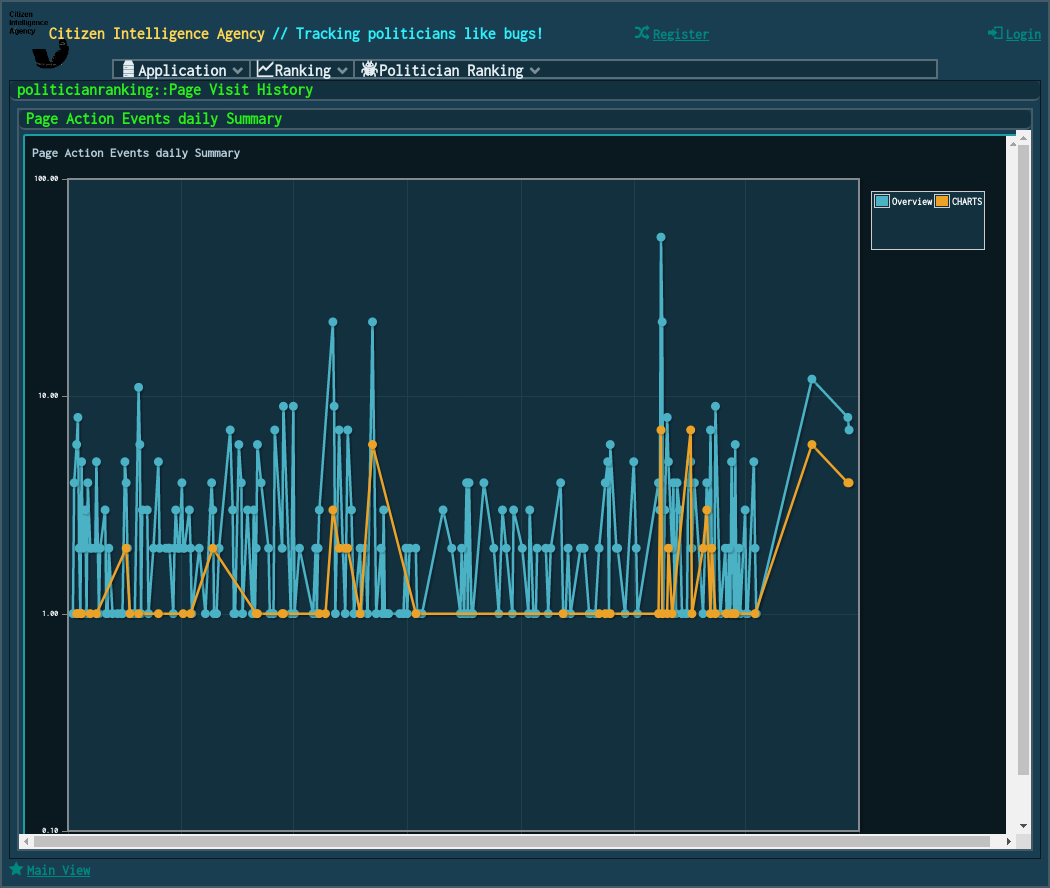 Citizen
Intelligence
Agency
Citizen Intelligence Agency // Tracking politicians like bugs!
Register
Login
Application
Ranking
Politician Ranking
politicianranking::Page Visit History
Page Action Events daily Summary
Page Action Events daily Summary
100.00
Overview CHARTS
10.00
1.00
0.10
Main View